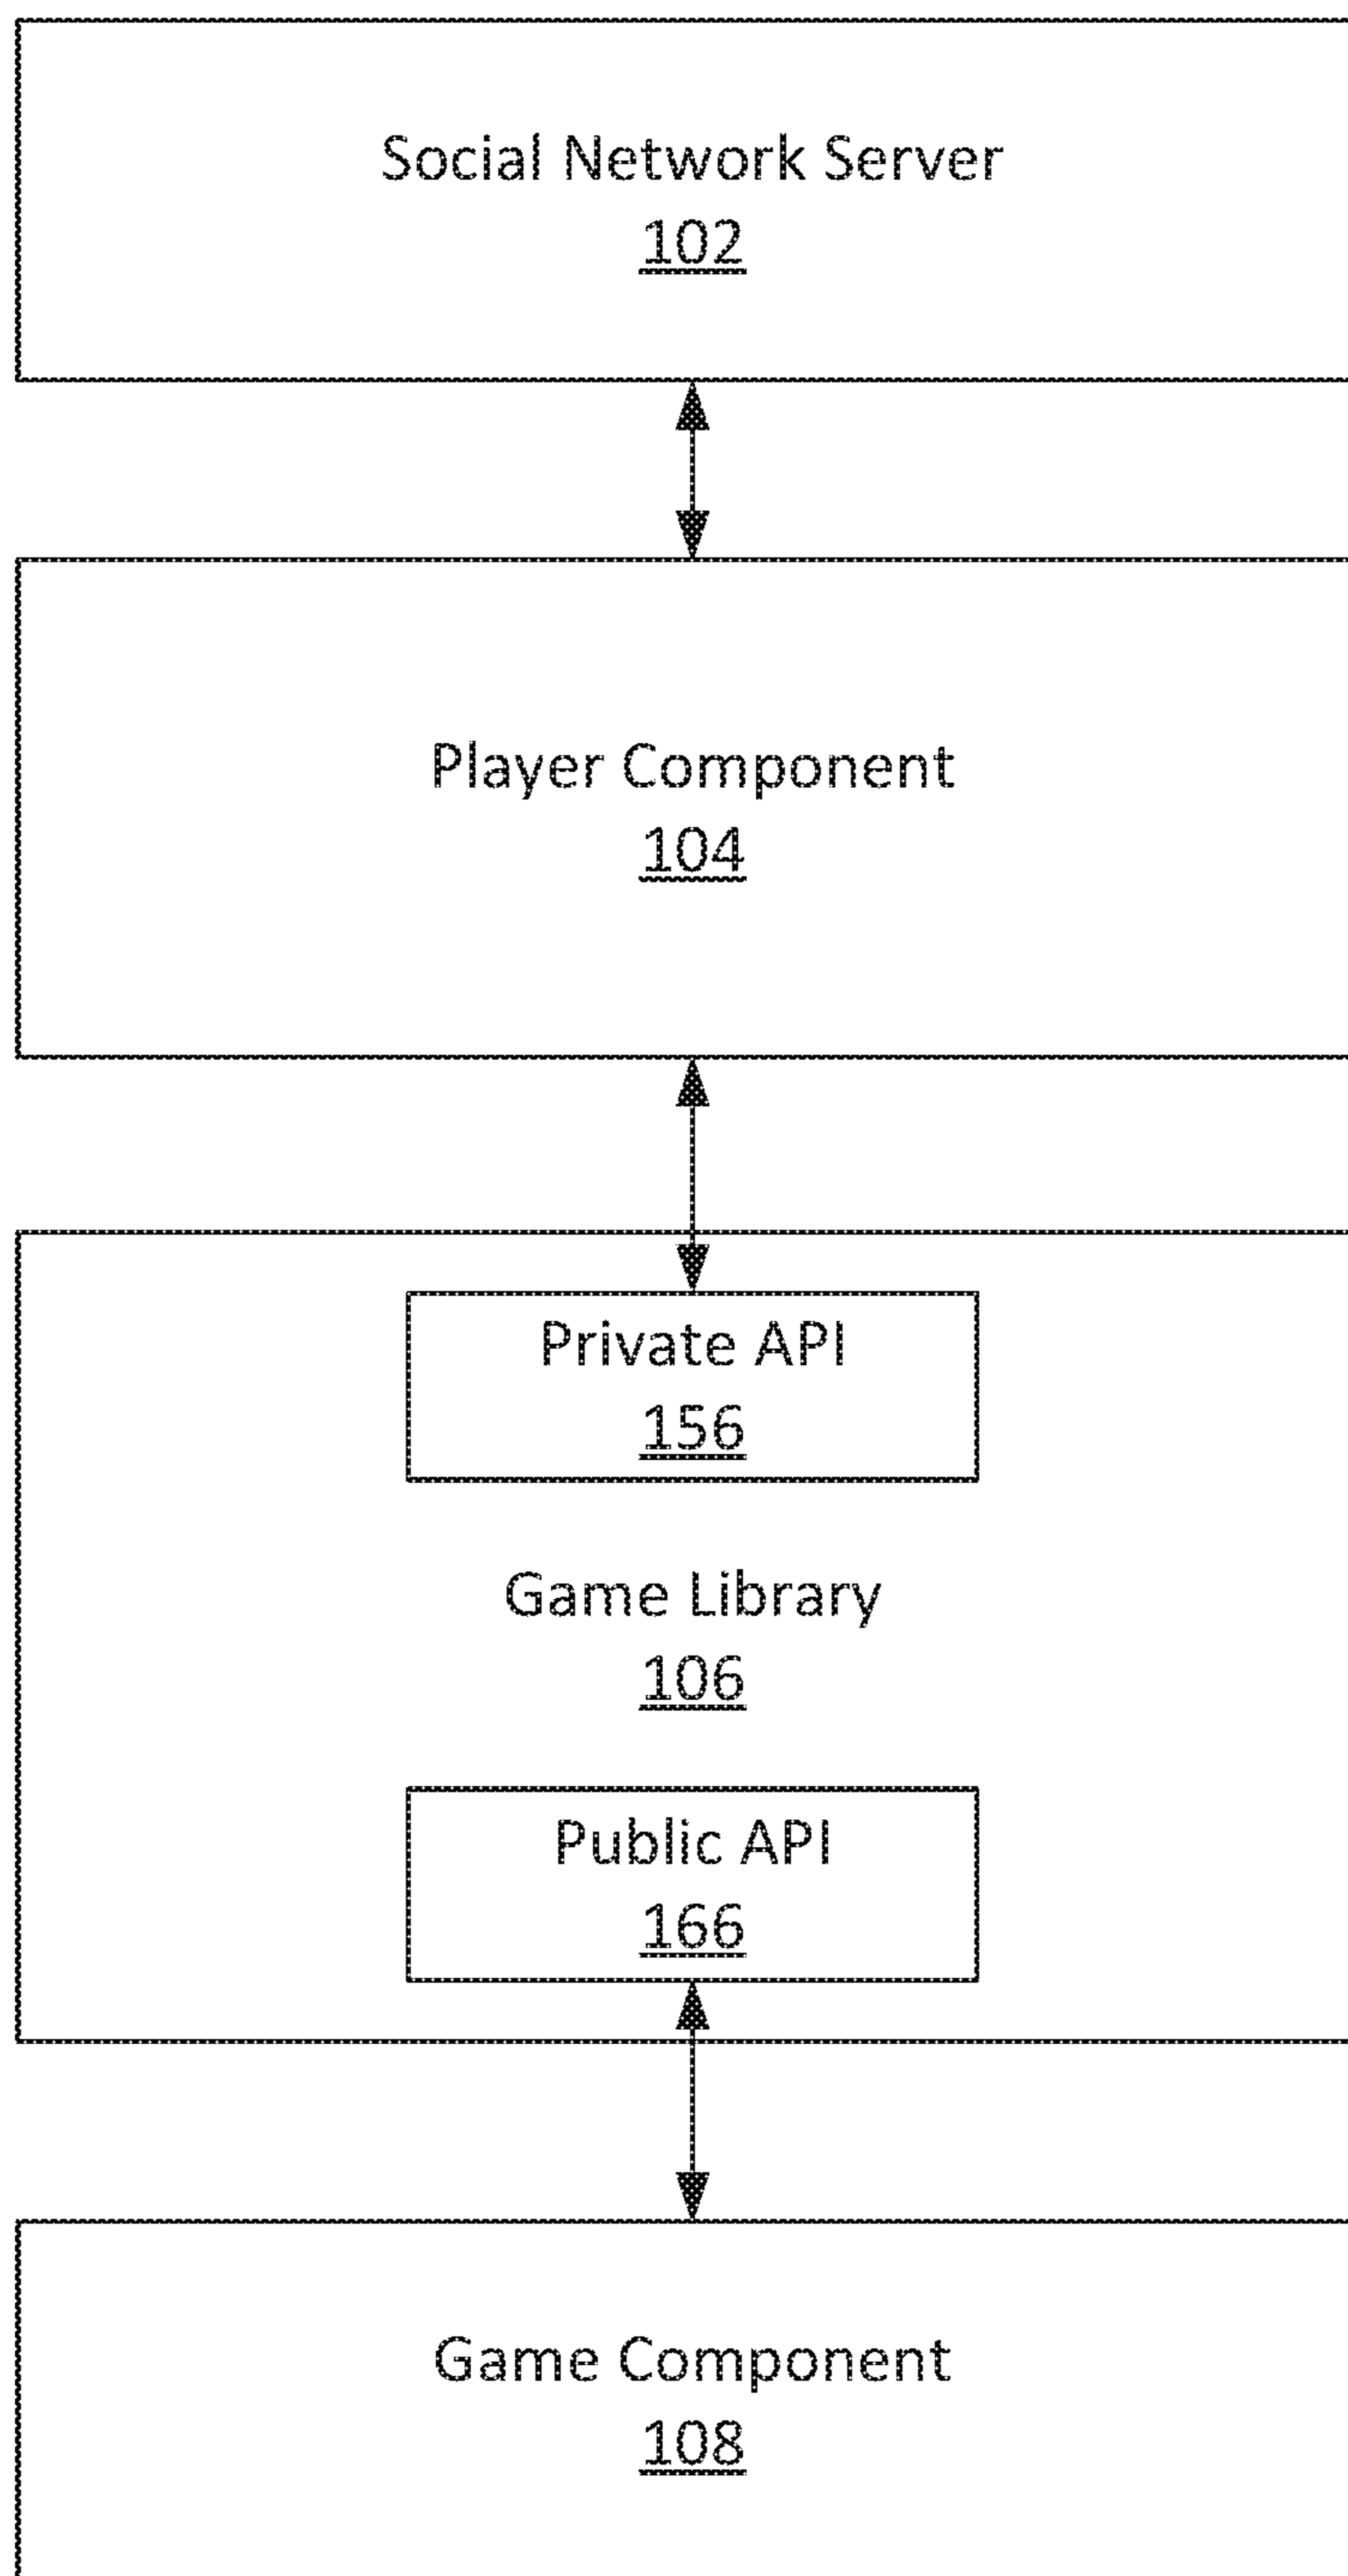 Social Network Server
102
Player Component
104
Private API
156
Game Library
106
Public API
166
Game Component
108